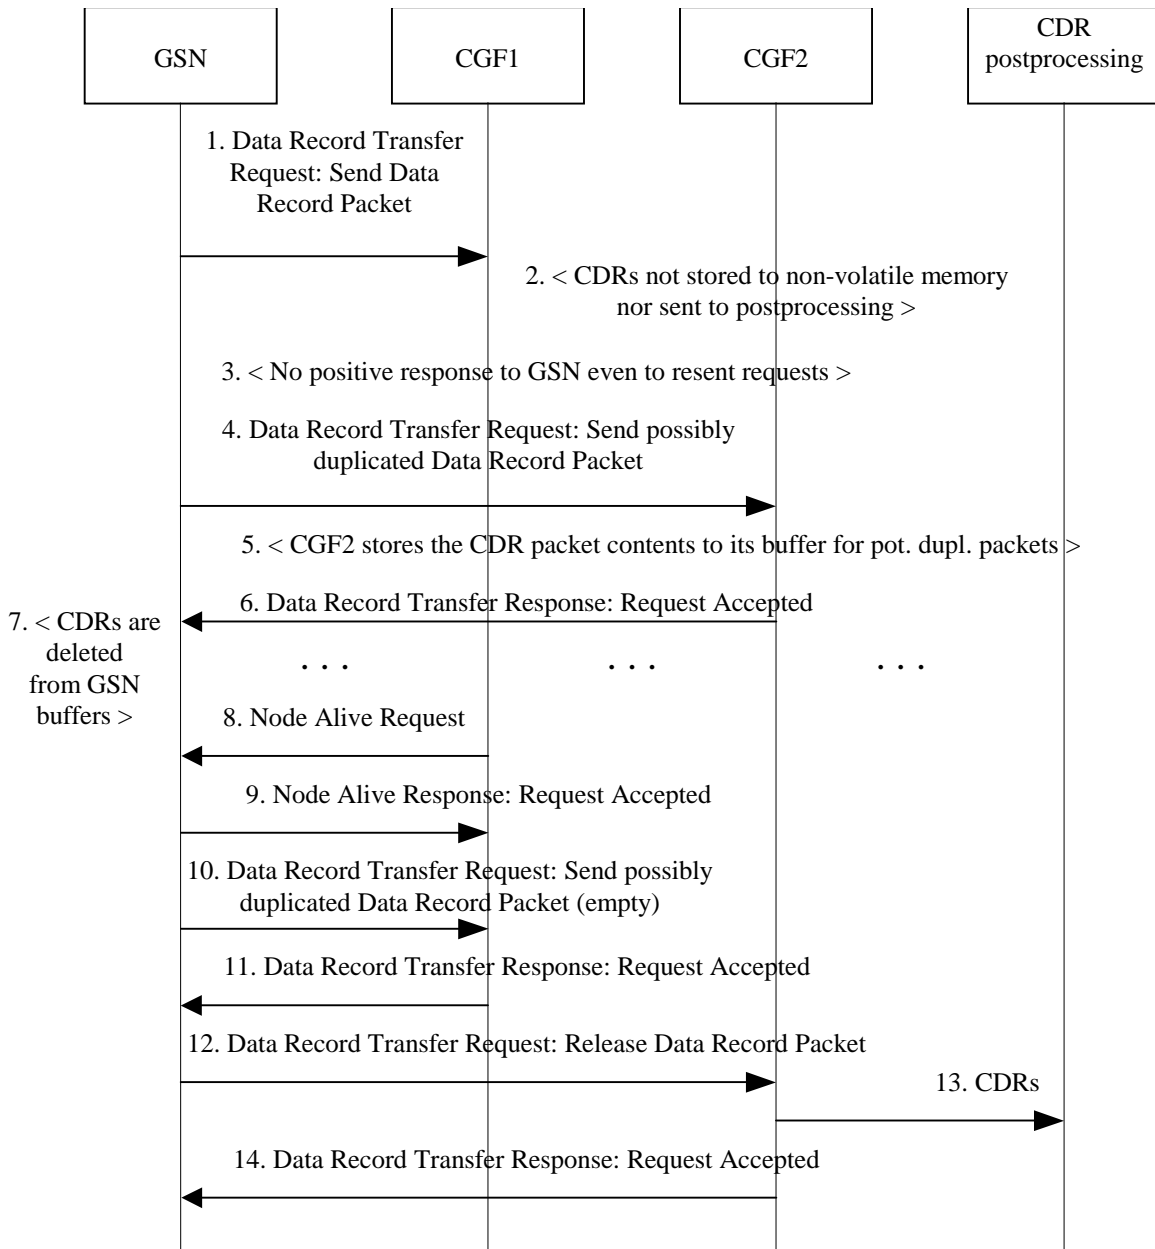 GSN
CGF1
CGF2
CDR
postprocessing
1. Data Record Transfer
Request: Send Data
Record Packet
2. < CDRs not stored to non-volatile memory
nor sent to postprocessing >
3. < No positive response to GSN even to resent requests >
4. Data Record Transfer Request: Send possibly
duplicated Data Record Packet
5. < CGF2 stores the CDR packet contents to its buffer for pot. dupl. packets >
6. Data Record Transfer Response: Request Accepted
7. < CDRs are
deleted
from GSN
buffers >
. . .
. . .
. . .
8. Node Alive Request
9. Node Alive Response: Request Accepted
10. Data Record Transfer Request: Send possibly
duplicated Data Record Packet (empty)
11. Data Record Transfer Response: Request Accepted
12. Data Record Transfer Request: Release Data Record Packet
13. CDRs
14. Data Record Transfer Response: Request Accepted